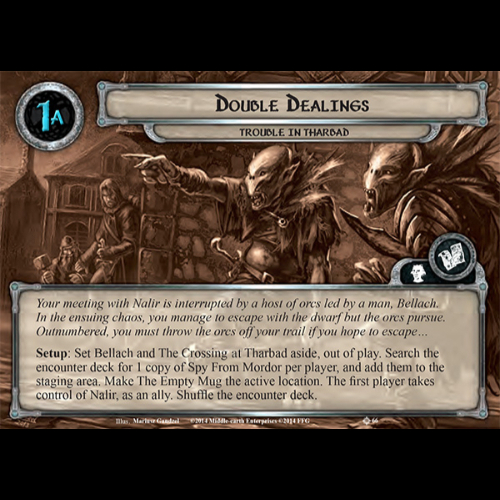 1A
DOUBLE DEALINGS
TROUBLE IN THARBAD
Your meeting with Nalir is interrupted by a host of orcs led by a man, Bellach.
In the ensuing chaos, you manage to escape with the dwarf but the orcs pursue.
Outnumbered, you must throw the orcs off your trail if you hope to escape…
Setup: Set Bellach and The Crossing at Tharbad aside, out of play. Search the
encounter deck for 1 copy of Spy From Mordor per player, and add them to the
staging area. Make The Empty Mug the active location. The first player takes
control of Nalir, as an ally. Shuffle the encounter deck.
Illus. Mariusz Gandzel ©2014 Middle-earth Enterprises ©2014 FFG 66